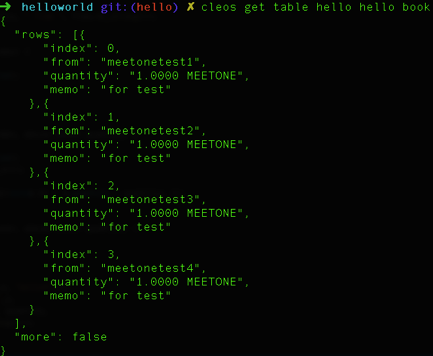 ➜ helloworld git:(hello) ✗ cleos get table hello hello book
{
  "rows": [{
      "index": 0,
      "from": "meetonetest1",
      "quantity": "1.0000 MEETONE",
      "memo": "for test"
    },{
      "index": 1,
      "from": "meetonetest2",
      "quantity": "1.0000 MEETONE",
      "memo": "for test"
    },{
      "index": 2,
      "from": "meetonetest3",
      "quantity": "1.0000 MEETONE",
      "memo": "for test"
    },{
      "index": 3,
      "from": "meetonetest4",
      "quantity": "1.0000 MEETONE",
      "memo": "for test"
    }
  ],
  "more": false
}